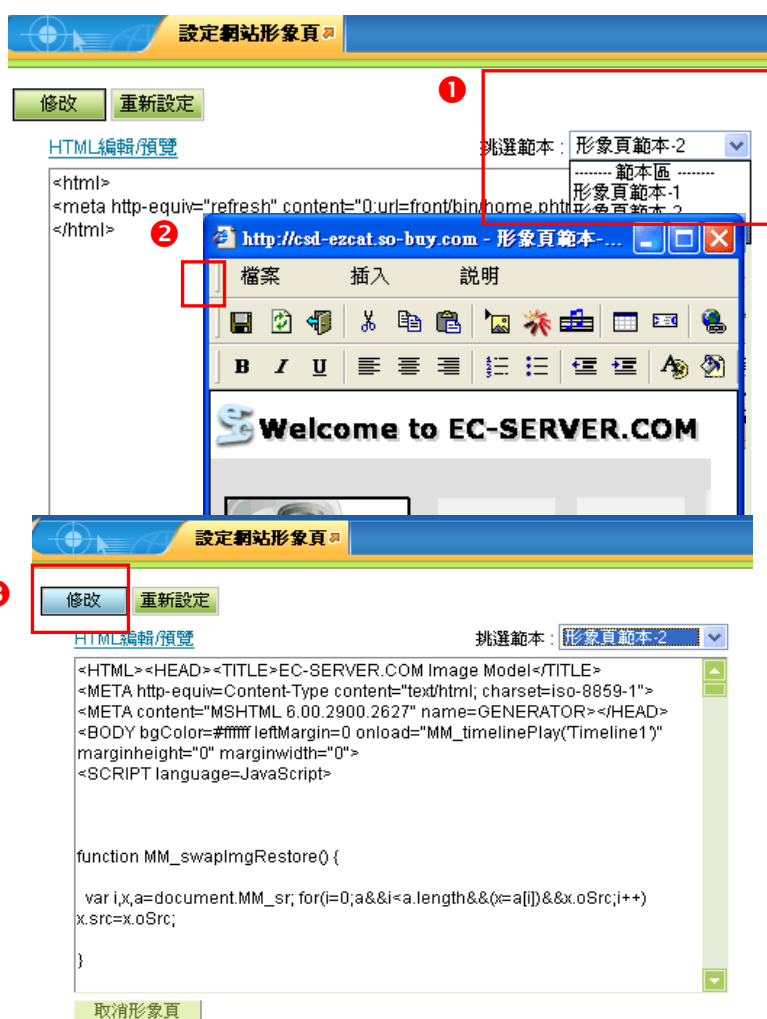 設定網站形象頁
❶
修改 重新設定
HTML編輯/預覽 挑選範本 : 形象頁範本-2
------- 範本區 -------
形象頁範本-1
<html>
<meta http-equiv="refresh" content="0;url=front/bin/home.phtm
</html>
❷
http://csd-ezcat.so-buy.com - 形象頁範本-...
檔案 插入 說明
B I U
Welcome to EC-SERVER.COM
設定網站形象頁
修改 重新設定
HTML編輯/預覽 挑選範本 : 形象頁範本-2
<HTML><HEAD><TITLE>EC-SERVER.COM Image Model</TITLE>
<META http-equiv=Content-Type content="text/html; charset=iso-8859-1">
<META content="MSHTML 6.00.2900.2627" name=GENERATOR></HEAD>
<BODY bgColor=#ffffff leftMargin=0 onload="MM_timelinePlay('Timeline1')"
marginheight="0" marginwidth="0">
<SCRIPT language=JavaScript>
function MM_swapImgRestore() {
var i,x,a=document.MM_sr; for(i=0;a&&i<a.length&&(x=a[i])&&x.oSrc;i++)
x.src=x.oSrc;
}
取消形象頁